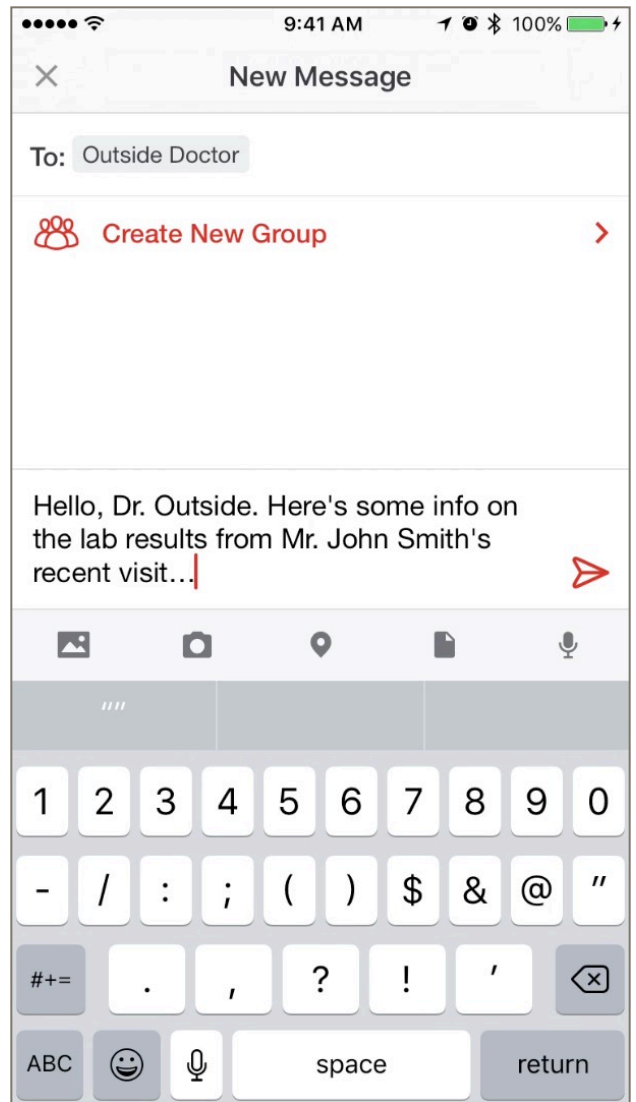 9:41 AM 100%
New Message
To: Outside Doctor
Create New Group
Hello, Dr. Outside. Here's some info on
the lab results from Mr. John Smith's
recent visit...
""
1 2 3 4 5 6 7 8 9 0
- / : ; ( ) $ & @ "
#+= . , ? ! '
ABC space return